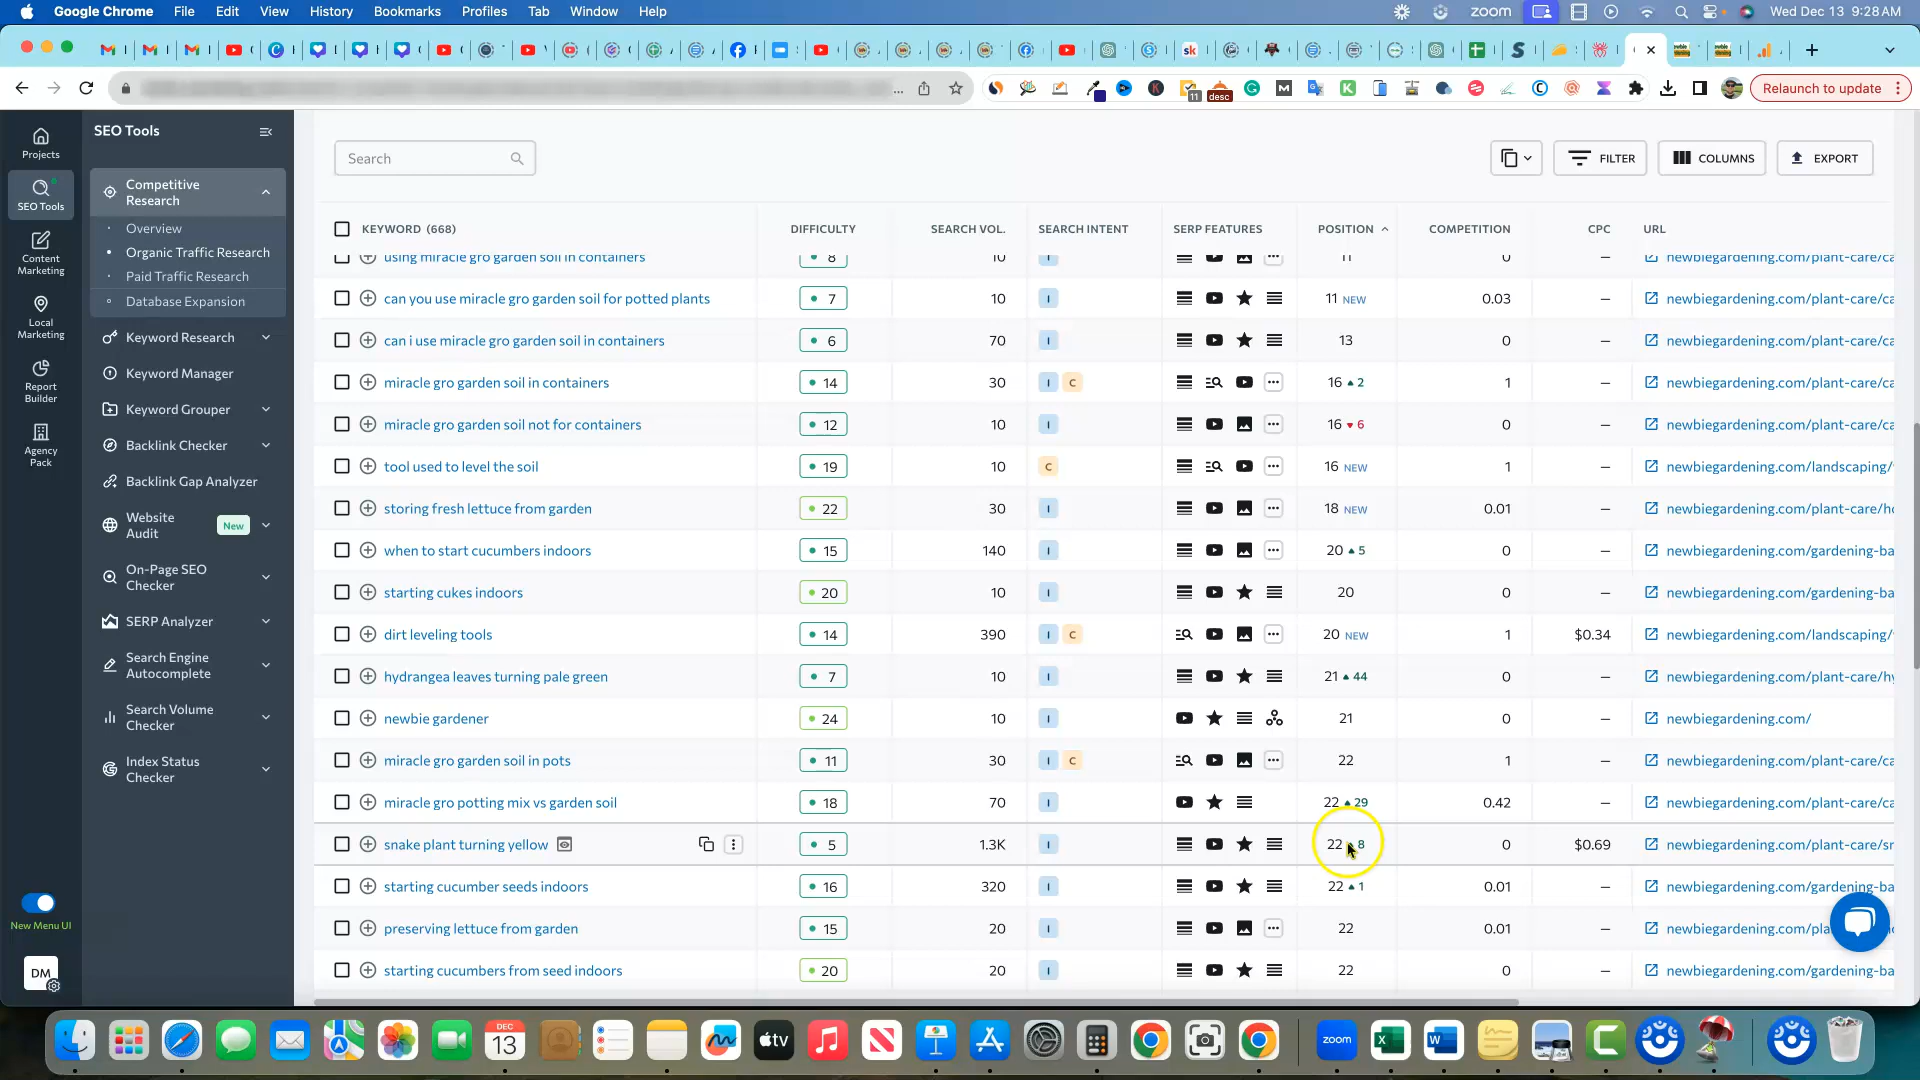 Google Chrome File Edit View History Bookmarks Profiles Tab Window Help zoom Wed Dec 13 9:28 AM
Relaunch to update
11 desc
Projects
SEO Tools
Content Marketing
Local Marketing
Report Builder
Agency Pack
New Menu UI
DM
SEO Tools
Competitive Research
Overview
Organic Traffic Research
Paid Traffic Research
Database Expansion
Keyword Research
Keyword Manager
Keyword Grouper
Backlink Checker
Backlink Gap Analyzer
Website Audit New
On-Page SEO Checker
SERP Analyzer
Search Engine Autocomplete
Search Volume Checker
Index Status Checker
Search FILTER COLUMNS EXPORT
KEYWORD (668) DIFFICULTY SEARCH VOL. SEARCH INTENT SERP FEATURES POSITION COMPETITION CPC URL
using miracle gro garden soil in containers 8 10 I 11 0 – newbiegardening.com/plant-care/ca
can you use miracle gro garden soil for potted plants 7 10 I 11 NEW 0.03 – newbiegardening.com/plant-care/ca
can i use miracle gro garden soil in containers 6 70 I 13 0 – newbiegardening.com/plant-care/ca
miracle gro garden soil in containers 14 30 I C 16 2 1 – newbiegardening.com/plant-care/ca
miracle gro garden soil not for containers 12 10 I 16 6 0 – newbiegardening.com/plant-care/ca
tool used to level the soil 19 10 C 16 NEW 1 – newbiegardening.com/landscaping/
storing fresh lettuce from garden 22 30 I 18 NEW 0.01 – newbiegardening.com/plant-care/ho
when to start cucumbers indoors 15 140 I 20 5 0 – newbiegardening.com/gardening-ba
starting cukes indoors 20 10 I 20 0 – newbiegardening.com/gardening-ba
dirt leveling tools 14 390 I C 20 NEW 1 $0.34 newbiegardening.com/landscaping/
hydrangea leaves turning pale green 7 10 I 21 44 0 – newbiegardening.com/plant-care/hy
newbie gardener 24 10 I 21 0 – newbiegardening.com/
miracle gro garden soil in pots 11 30 I C 22 1 – newbiegardening.com/plant-care/ca
miracle gro potting mix vs garden soil 18 70 I 22 29 0.42 – newbiegardening.com/plant-care/ca
snake plant turning yellow 5 1.3K I 22 8 0 $0.69 newbiegardening.com/plant-care/sn
starting cucumber seeds indoors 16 320 I 22 1 0.01 – newbiegardening.com/gardening-ba
preserving lettuce from garden 15 20 I 22 0.01 – newbiegardening.com/pla
starting cucumbers from seed indoors 20 20 I 22 0 – newbiegardening.com/gardening-ba
DEC 13 tv zoom